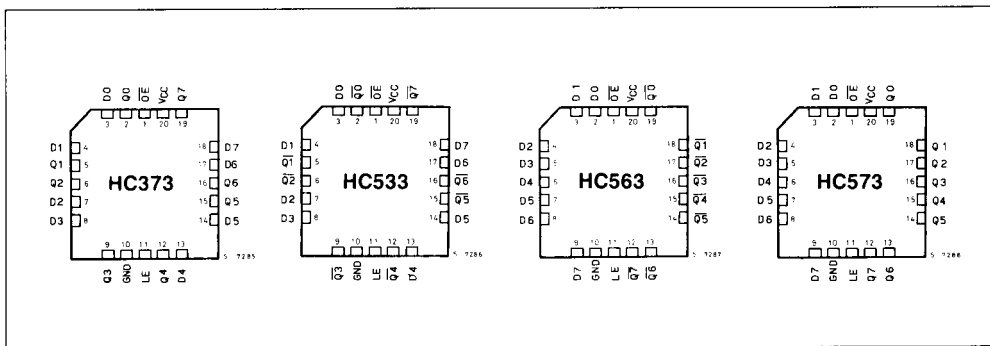 D0 Q0 O̅E̅ VCC Q7
3 2 1 20 19
D1 4 18 D7
Q1 5 17 D6
Q2 6 16 Q6
D2 7 15 Q5
D3 8 14 D5
HC373
9 10 11 12 13
Q3 GND LE Q4 D4
S 7285
D0 Q̅0̅ O̅E̅ VCC Q̅7̅
3 2 1 20 19
D1 4 18 D7
Q̅1̅ 5 17 D6
Q̅2̅ 6 16 Q̅6̅
D2 7 15 Q̅5̅
D3 8 14 D5
HC533
9 10 11 12 13
Q̅3̅ GND LE Q̅4̅ D4
S 7286
D1 D0 O̅E̅ VCC Q̅0̅
3 2 1 20 19
D2 4 18 Q̅1̅
D3 5 17 Q̅2̅
D4 6 16 Q̅3̅
D5 7 15 Q̅4̅
D6 8 14 Q̅5̅
HC563
9 10 11 12 13
D7 GND LE Q̅7̅ Q̅6̅
S 7287
D1 D0 O̅E̅ VCC Q0
3 2 1 20 19
D2 4 18 Q1
D3 5 17 Q2
D4 6 16 Q3
D5 7 15 Q4
D6 8 14 Q5
HC573
9 10 11 12 13
D7 GND LE Q7 Q6
S 7288